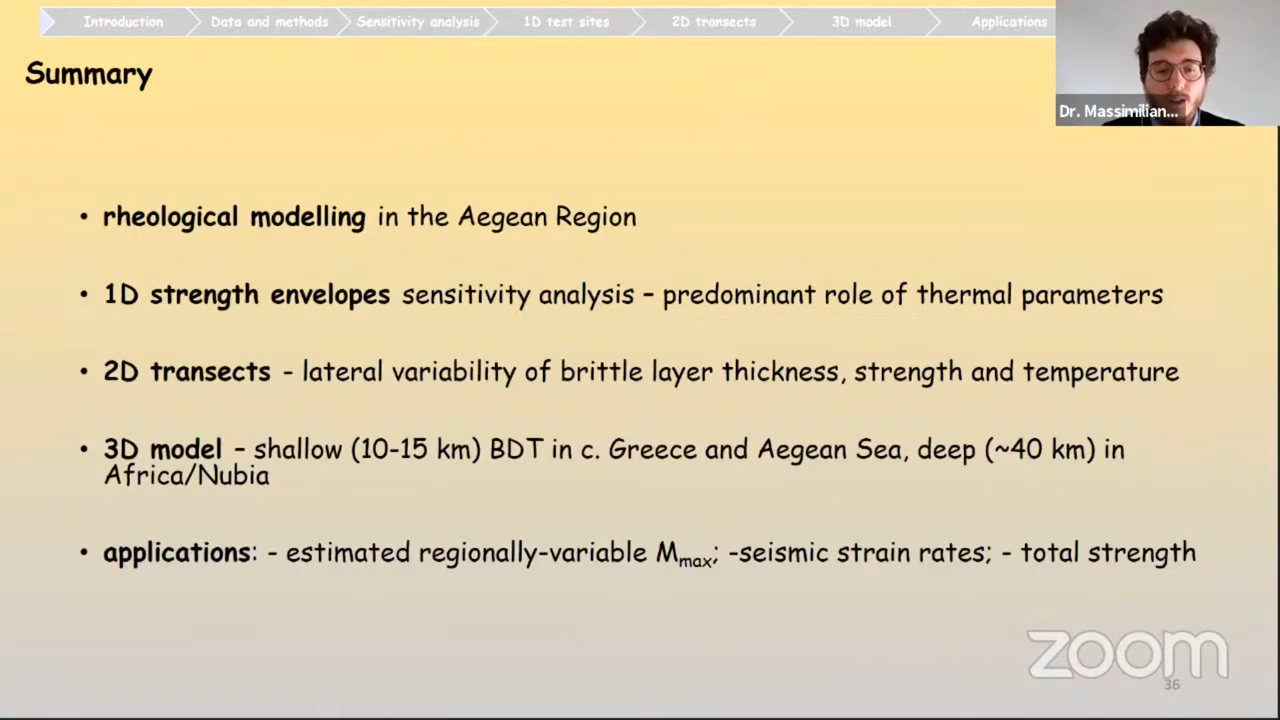 Introduction
Data and methods
Sensitivity analysis
1D test sites
2D transects
3D model
Applications
Summary
Dr. Massimilian...
• rheological modelling in the Aegean Region
• 1D strength envelopes sensitivity analysis – predominant role of thermal parameters
• 2D transects - lateral variability of brittle layer thickness, strength and temperature
• 3D model – shallow (10-15 km) BDT in c. Greece and Aegean Sea, deep (~40 km) in
Africa/Nubia
• applications: - estimated regionally-variable Mmax; -seismic strain rates; - total strength
zoom
36